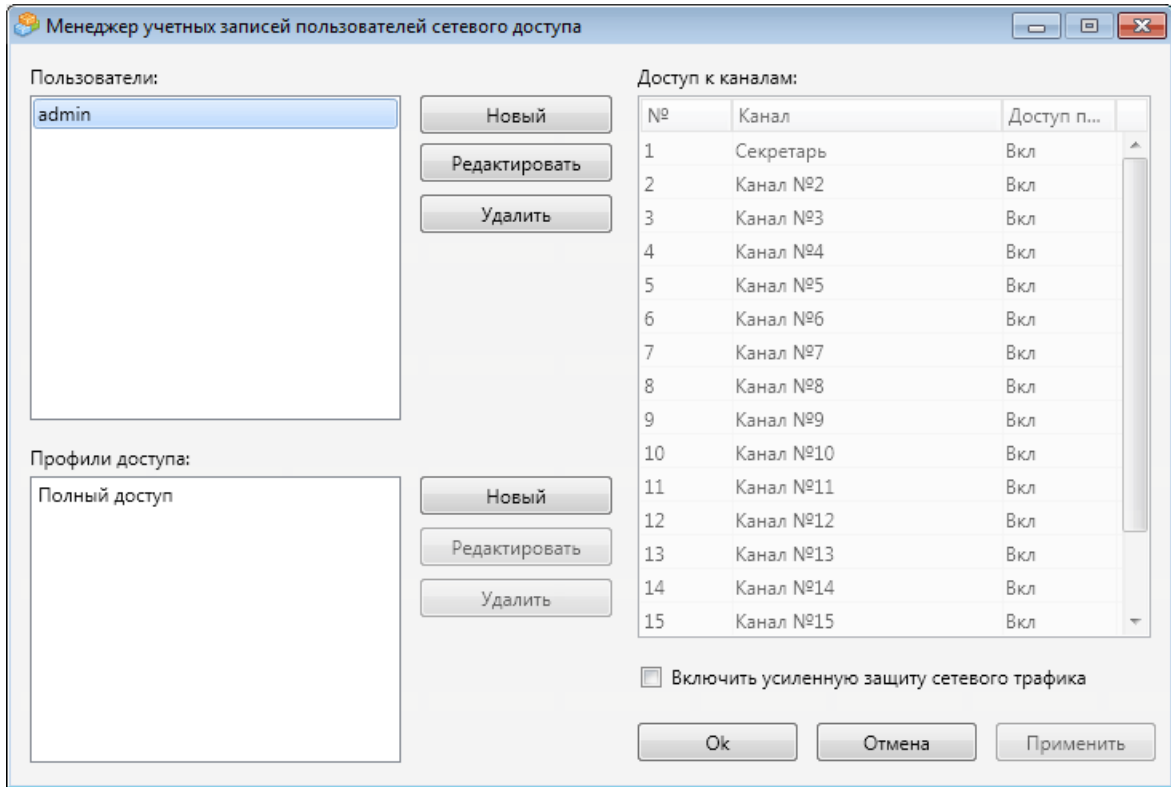 Менеджер учетных записей пользователей сетевого доступа
Пользователи:
admin
Новый
Редактировать
Удалить
Профили доступа:
Полный доступ
Новый
Редактировать
Удалить
Доступ к каналам:
№ Канал Доступ п...
1 Секретарь Вкл
2 Канал №2 Вкл
3 Канал №3 Вкл
4 Канал №4 Вкл
5 Канал №5 Вкл
6 Канал №6 Вкл
7 Канал №7 Вкл
8 Канал №8 Вкл
9 Канал №9 Вкл
10 Канал №10 Вкл
11 Канал №11 Вкл
12 Канал №12 Вкл
13 Канал №13 Вкл
14 Канал №14 Вкл
15 Канал №15 Вкл
Включить усиленную защиту сетевого трафика
Ok Отмена Применить